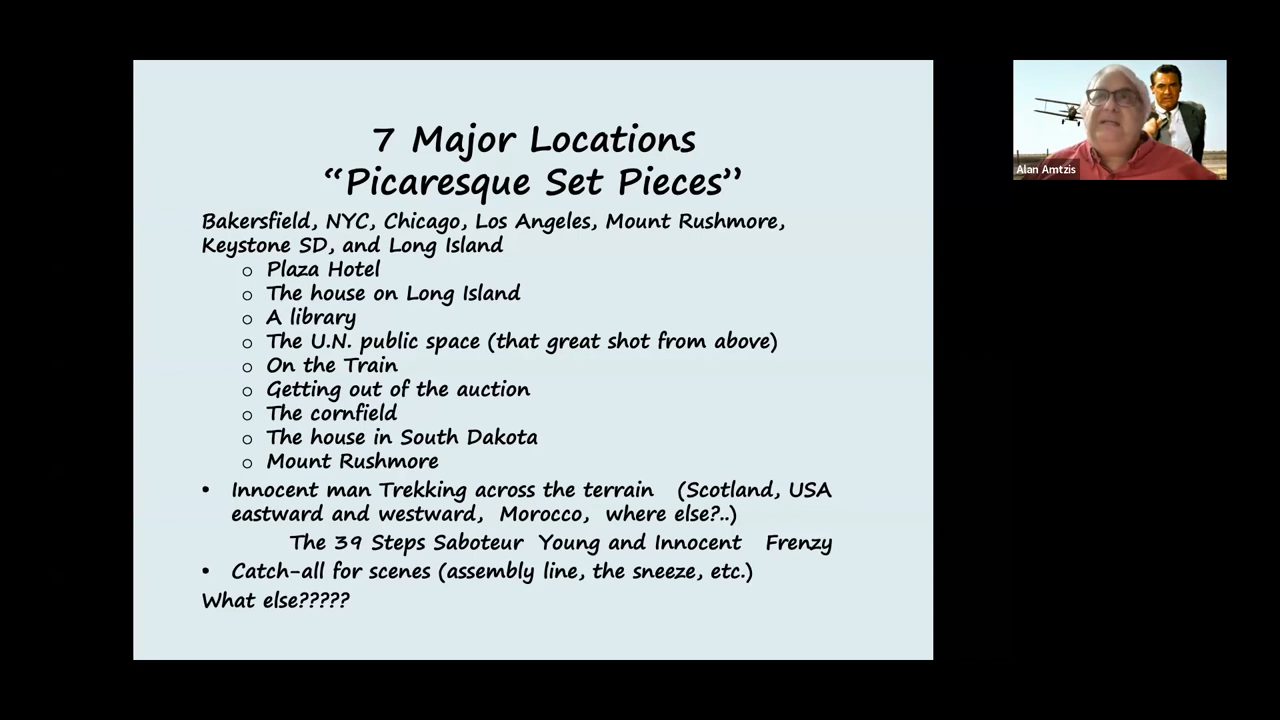 7 Major Locations
“Picaresque Set Pieces”
Bakersfield, NYC, Chicago, Los Angeles, Mount Rushmore,
Keystone SD, and Long Island
○ Plaza Hotel
○ The house on Long Island
○ A library
○ The U.N. public space (that great shot from above)
○ On the Train
○ Getting out of the auction
○ The cornfield
○ The house in South Dakota
○ Mount Rushmore
• Innocent man Trekking across the terrain (Scotland, USA
eastward and westward, Morocco, where else?..)
The 39 Steps Saboteur Young and Innocent Frenzy
• Catch-all for scenes (assembly line, the sneeze, etc.)
What else?????
Alan Amtzis